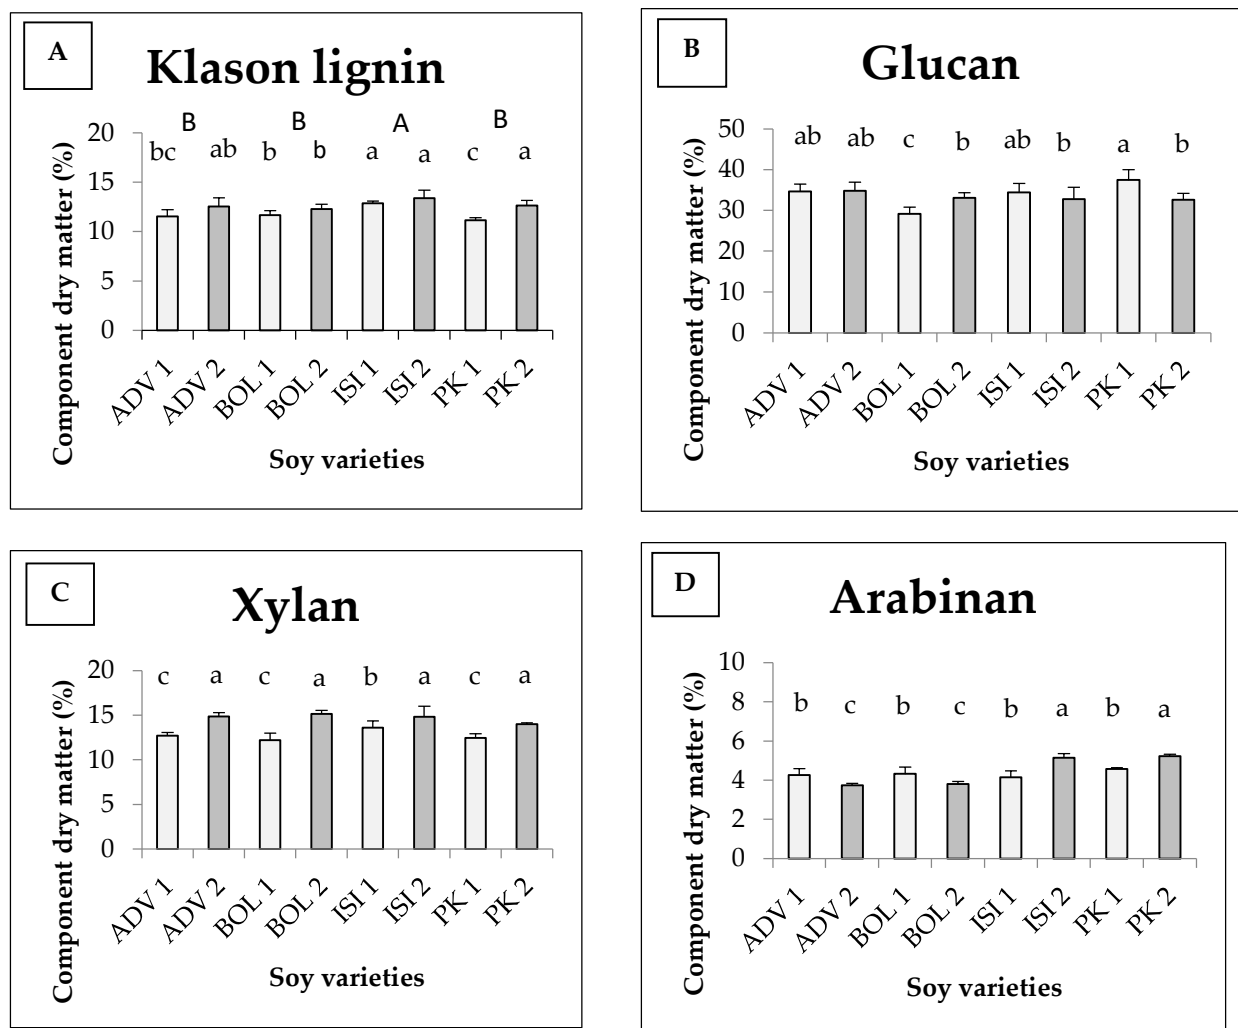 A
Klason lignin
B B A B
bc ab b b a a c a
20
15
10
5
0
Component dry matter (%)
ADV 1 ADV 2 BOL 1 BOL 2 ISI 1 ISI 2 PK 1 PK 2
Soy varieties
B
Glucan
ab ab c b ab b a b
50
40
30
20
10
0
Component dry matter (%)
ADV 1 ADV 2 BOL 1 BOL 2 ISI 1 ISI 2 PK 1 PK 2
Soy varieties
C
Xylan
c a c a b a c a
20
15
10
5
0
Component dry matter (%)
ADV 1 ADV 2 BOL 1 BOL 2 ISI 1 ISI 2 PK 1 PK 2
Soy varieties
D
Arabinan
b c b c b a b a
10
8
6
4
2
0
Component dry matter (%)
ADV 1 ADV 2 BOL 1 BOL 2 ISI 1 ISI 2 PK 1 PK 2
Soy varieties